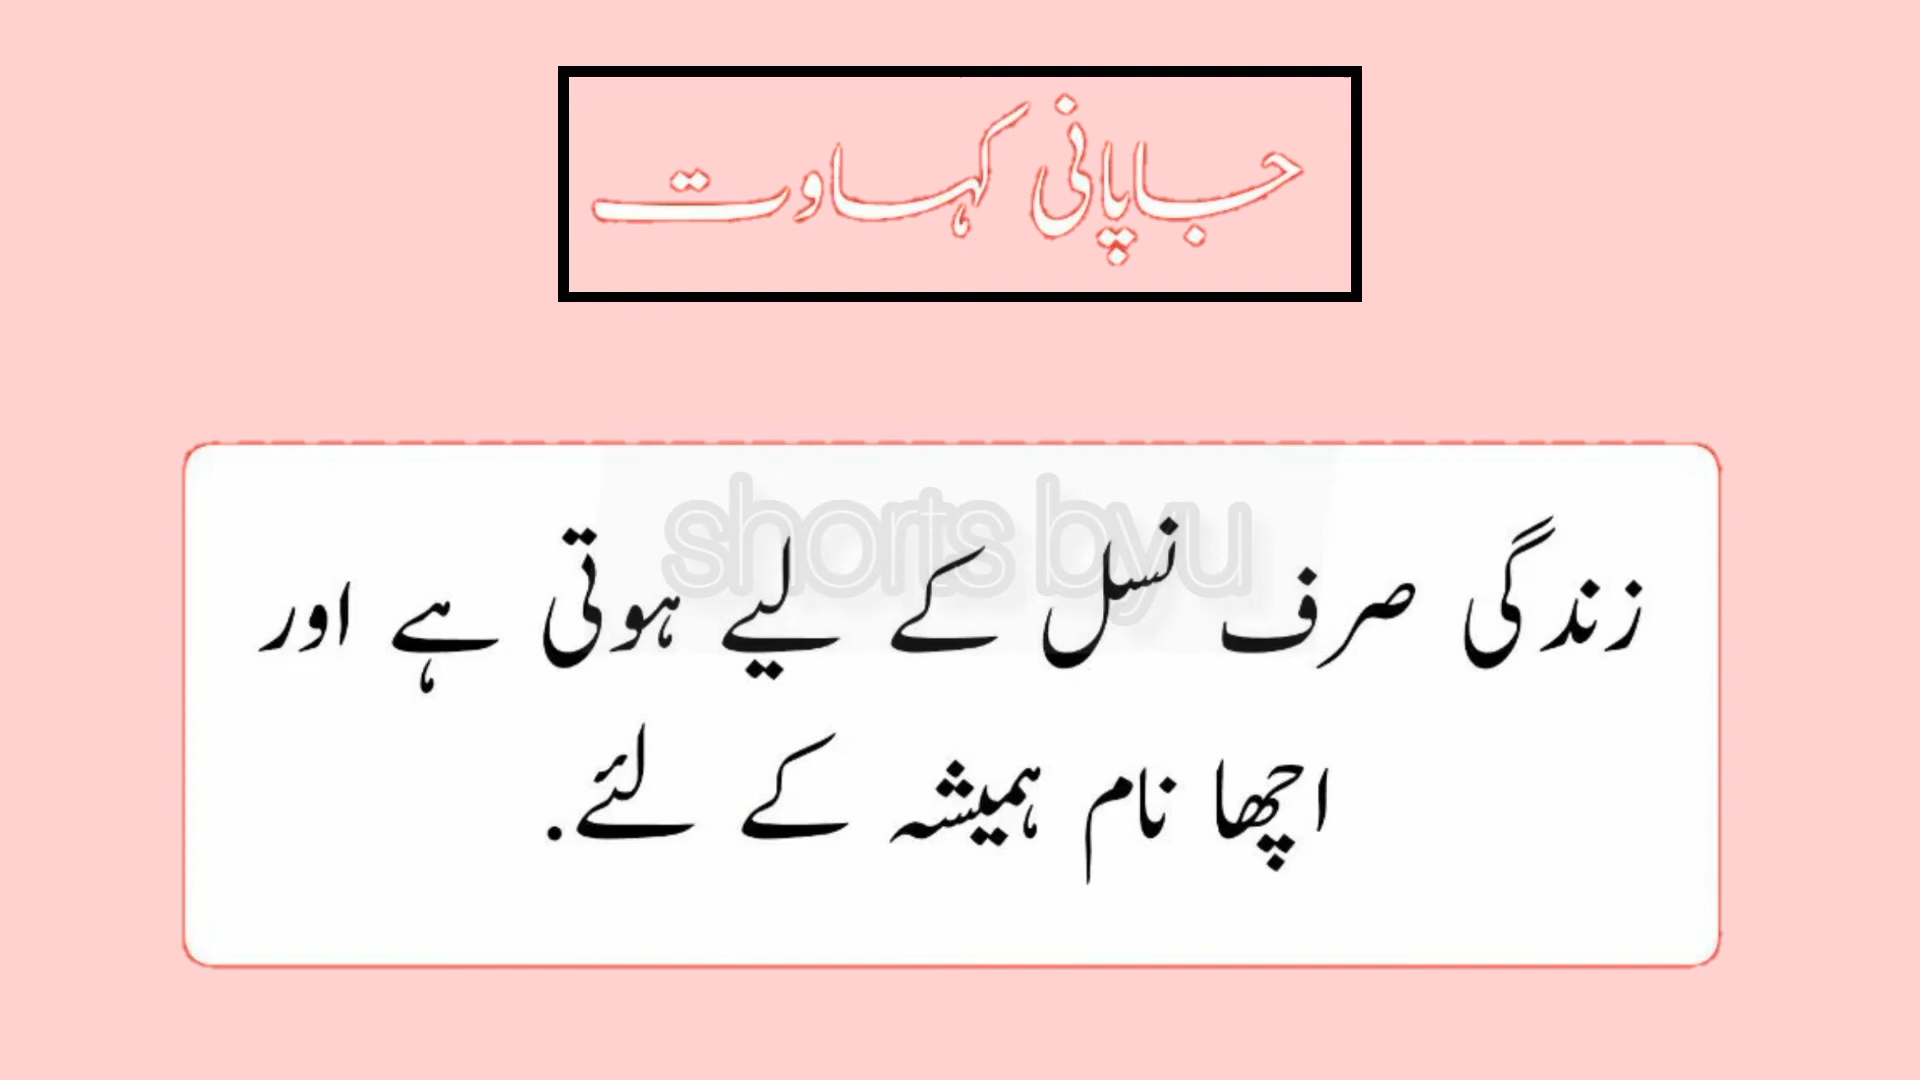 جاپانی کہاوت
shorts byu
زندگی صرف نسل کے لیے ہوتی ہے اور
اچھا نام ہمیشہ کے لئے.